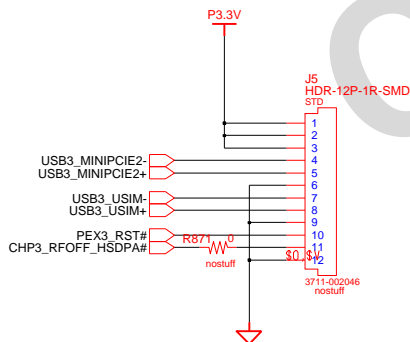 P3.3V
J5
HDR-12P-1R-SMD
STD
1
2
3
USB3_MINIPCIE2- 4
USB3_MINIPCIE2+ 5
6
USB3_USIM- 7
USB3_USIM+ 8
9
PEX3_RST# 10
R871 0
CHP3_RFOFF_HSDPA# 11
12
nostuff
3711-002046
nostuff